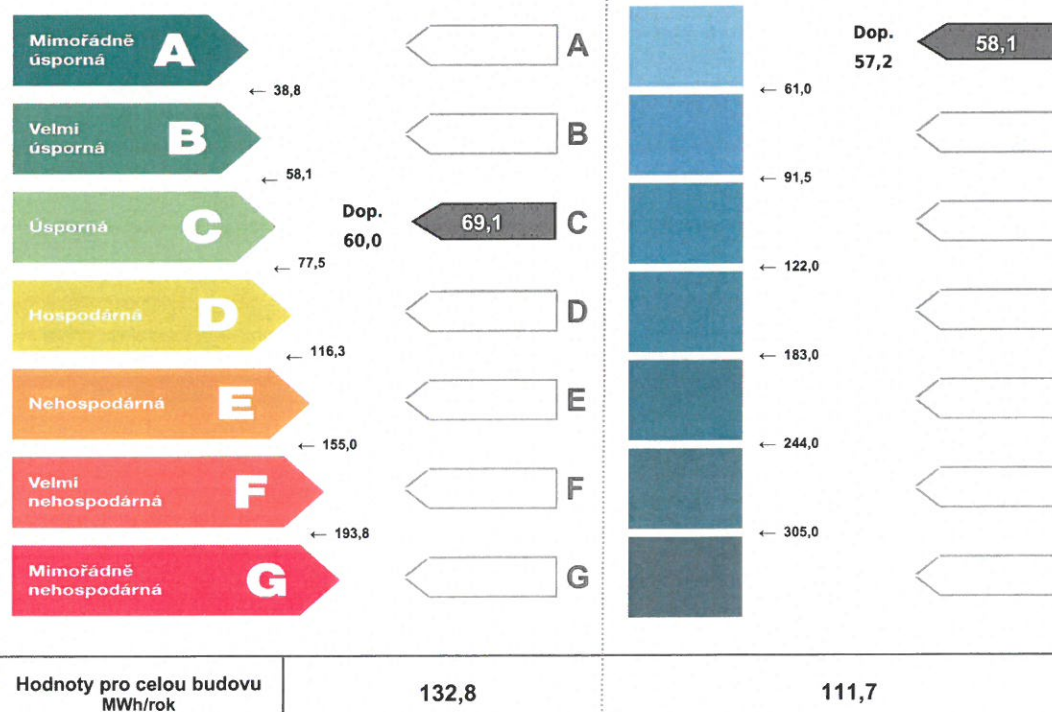 Mimořádně
úsporná A
A
Dop.
57,2
58,1
← 38,8
← 61,0
Velmi
úsporná B
B
← 58,1
← 91,5
Úsporná C
Dop.
60,0
69,1
C
← 77,5
← 122,0
Hospodárná D
D
← 116,3
← 183,0
Nehospodárná E
E
← 155,0
← 244,0
Velmi
nehospodárná F
F
← 193,8
← 305,0
Mimořádně
nehospodárná G
G
Hodnoty pro celou budovu
MWh/rok
132,8
111,7